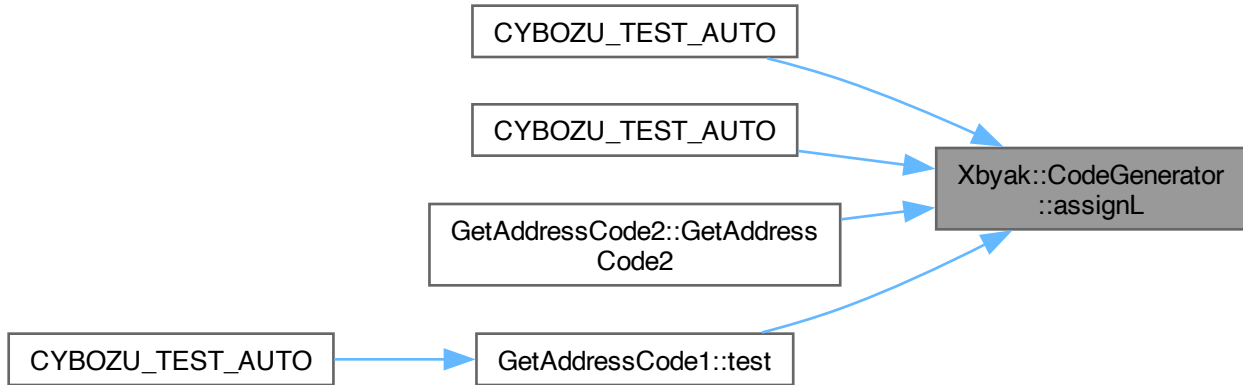 CYBOZU_TEST_AUTO
CYBOZU_TEST_AUTO
Xbyak::CodeGenerator
::assignL
GetAddressCode2::GetAddress
Code2
CYBOZU_TEST_AUTO
GetAddressCode1::test